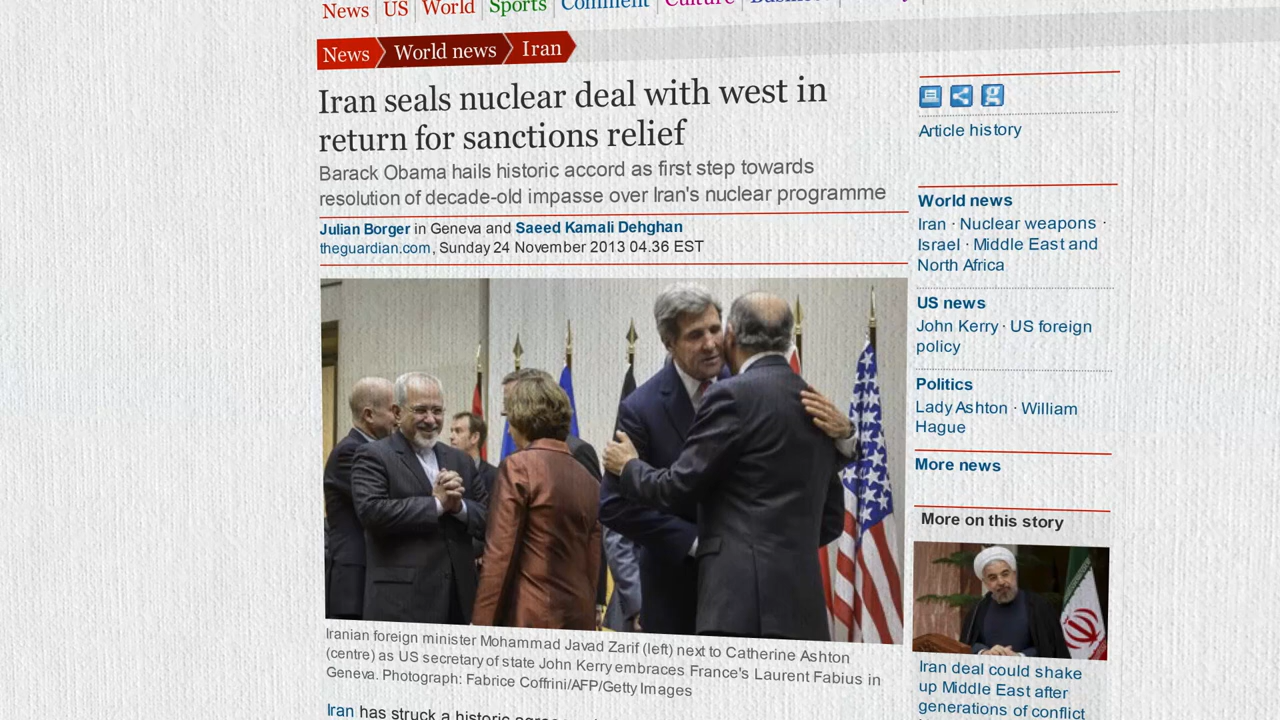 News US World Sports Comment Culture
News World news Iran
Iran seals nuclear deal with west in
return for sanctions relief
Barack Obama hails historic accord as first step towards
resolution of decade-old impasse over Iran's nuclear programme
Julian Borger in Geneva and Saeed Kamali Dehghan
theguardian.com, Sunday 24 November 2013 04.36 EST
Iranian foreign minister Mohammad Javad Zarif (left) next to Catherine Ashton
(centre) as US secretary of state John Kerry embraces France's Laurent Fabius in
Geneva. Photograph: Fabrice Coffrini/AFP/Getty Images
Iran has struck a historic
g
Article history
World news
Iran · Nuclear weapons ·
Israel · Middle East and
North Africa
US news
John Kerry · US foreign
policy
Politics
Lady Ashton · William
Hague
More news
More on this story
Iran deal could shake
up Middle East after
generations of conflict